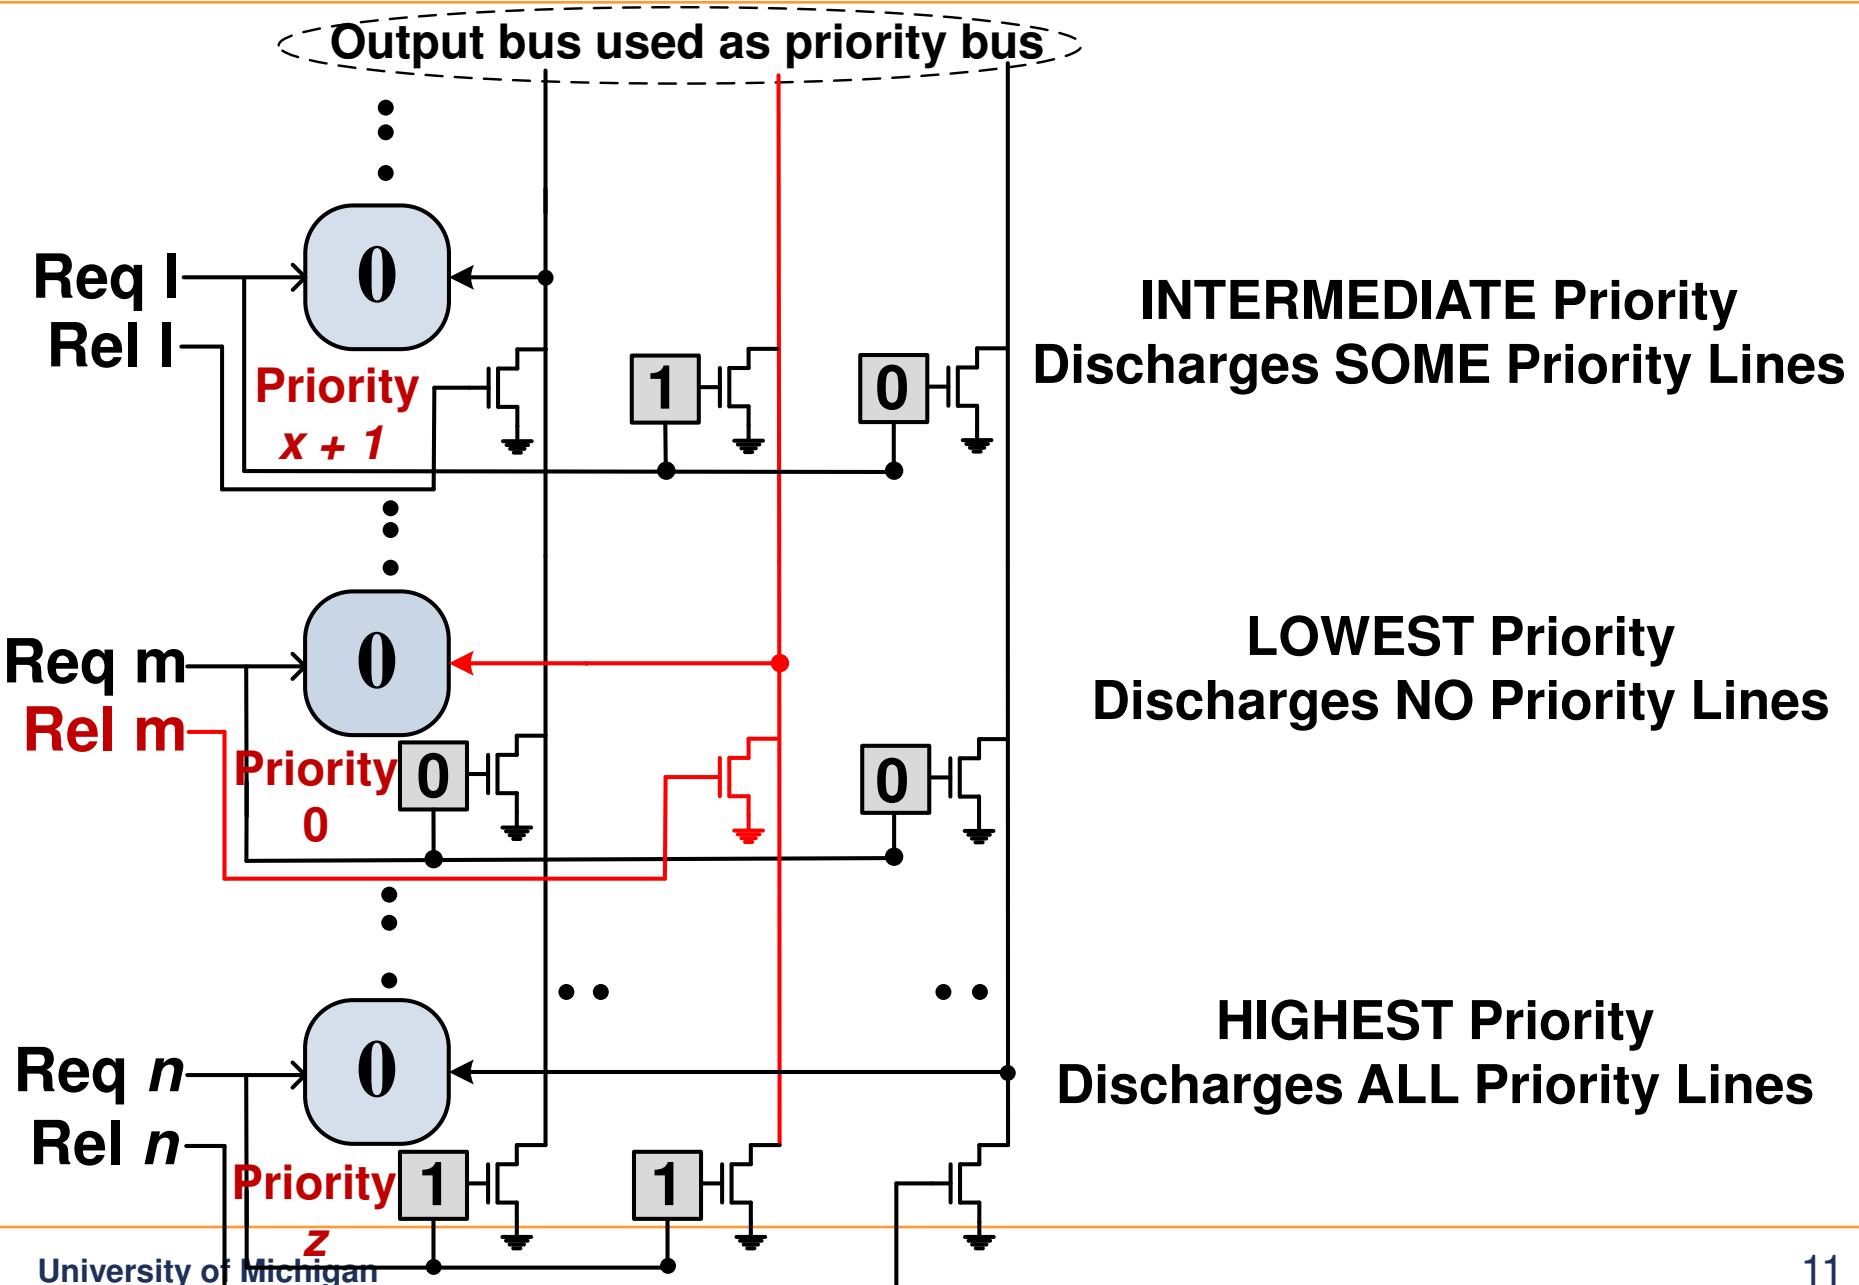 Output bus used as priority bus
0
Req l
Rel l
Priority
x + 1
1
0
INTERMEDIATE Priority
Discharges SOME Priority Lines
0
Req m
Rel m
Priority
0
0
0
LOWEST Priority
Discharges NO Priority Lines
0
Req n
Rel n
Priority
z
1
1
HIGHEST Priority
Discharges ALL Priority Lines
University of Michigan
11